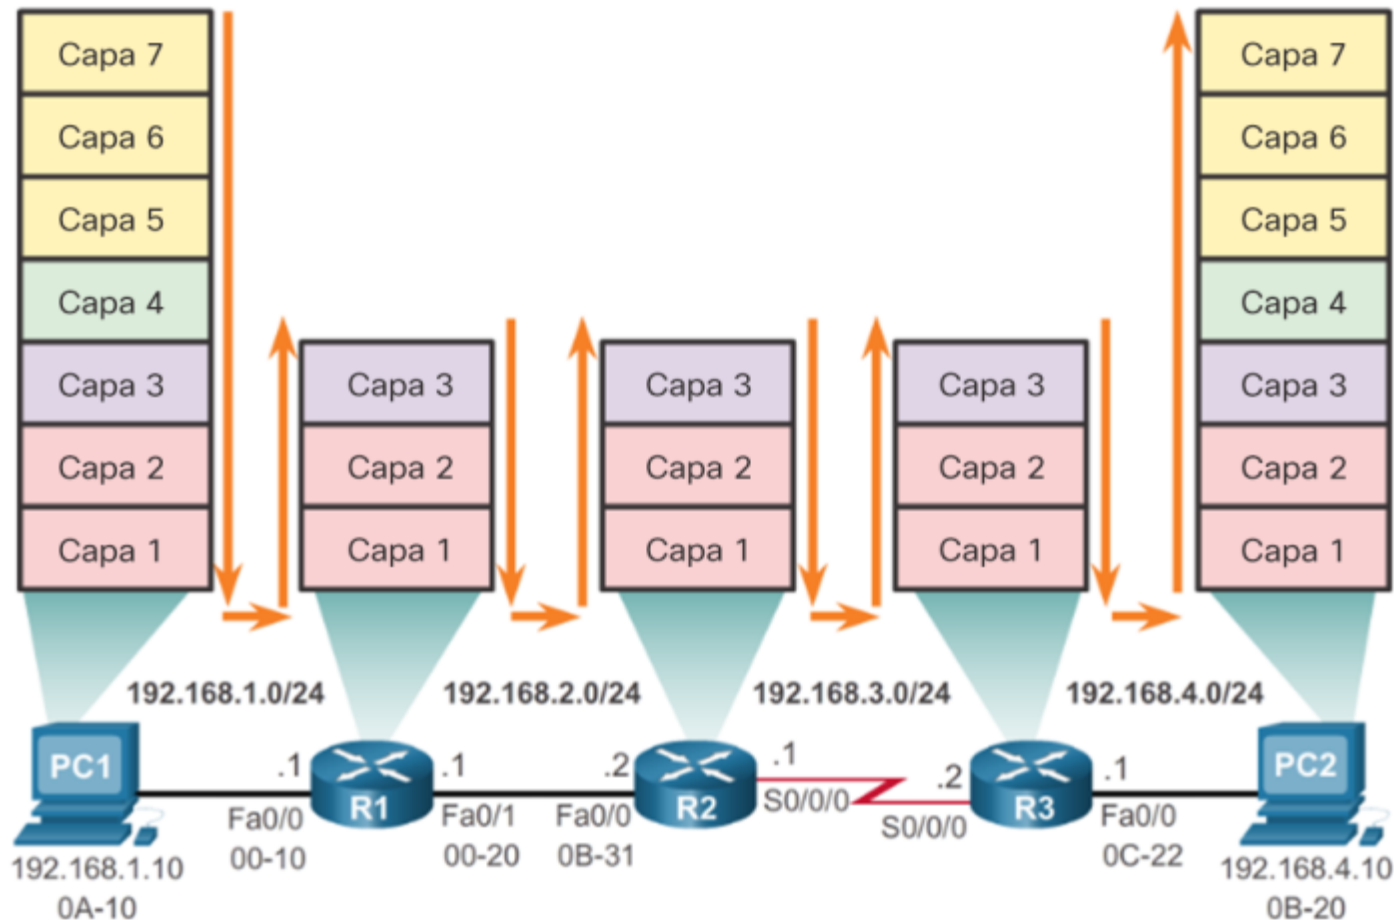 Capa 7
Capa 6
Capa 5
Capa 4
Capa 3
Capa 2
Capa 1
Capa 3
Capa 2
Capa 1
Capa 3
Capa 2
Capa 1
Capa 3
Capa 2
Capa 1
Capa 7
Capa 6
Capa 5
Capa 4
Capa 3
Capa 2
Capa 1
192.168.1.0/24
192.168.2.0/24
192.168.3.0/24
192.168.4.0/24
PC1
192.168.1.10
0A-10
.1
Fa0/0
00-10
R1
.1
Fa0/1
00-20
.2
Fa0/0
0B-31
R2
.1
S0/0/0
.2
S0/0/0
R3
.1
Fa0/0
0C-22
PC2
192.168.4.10
0B-20